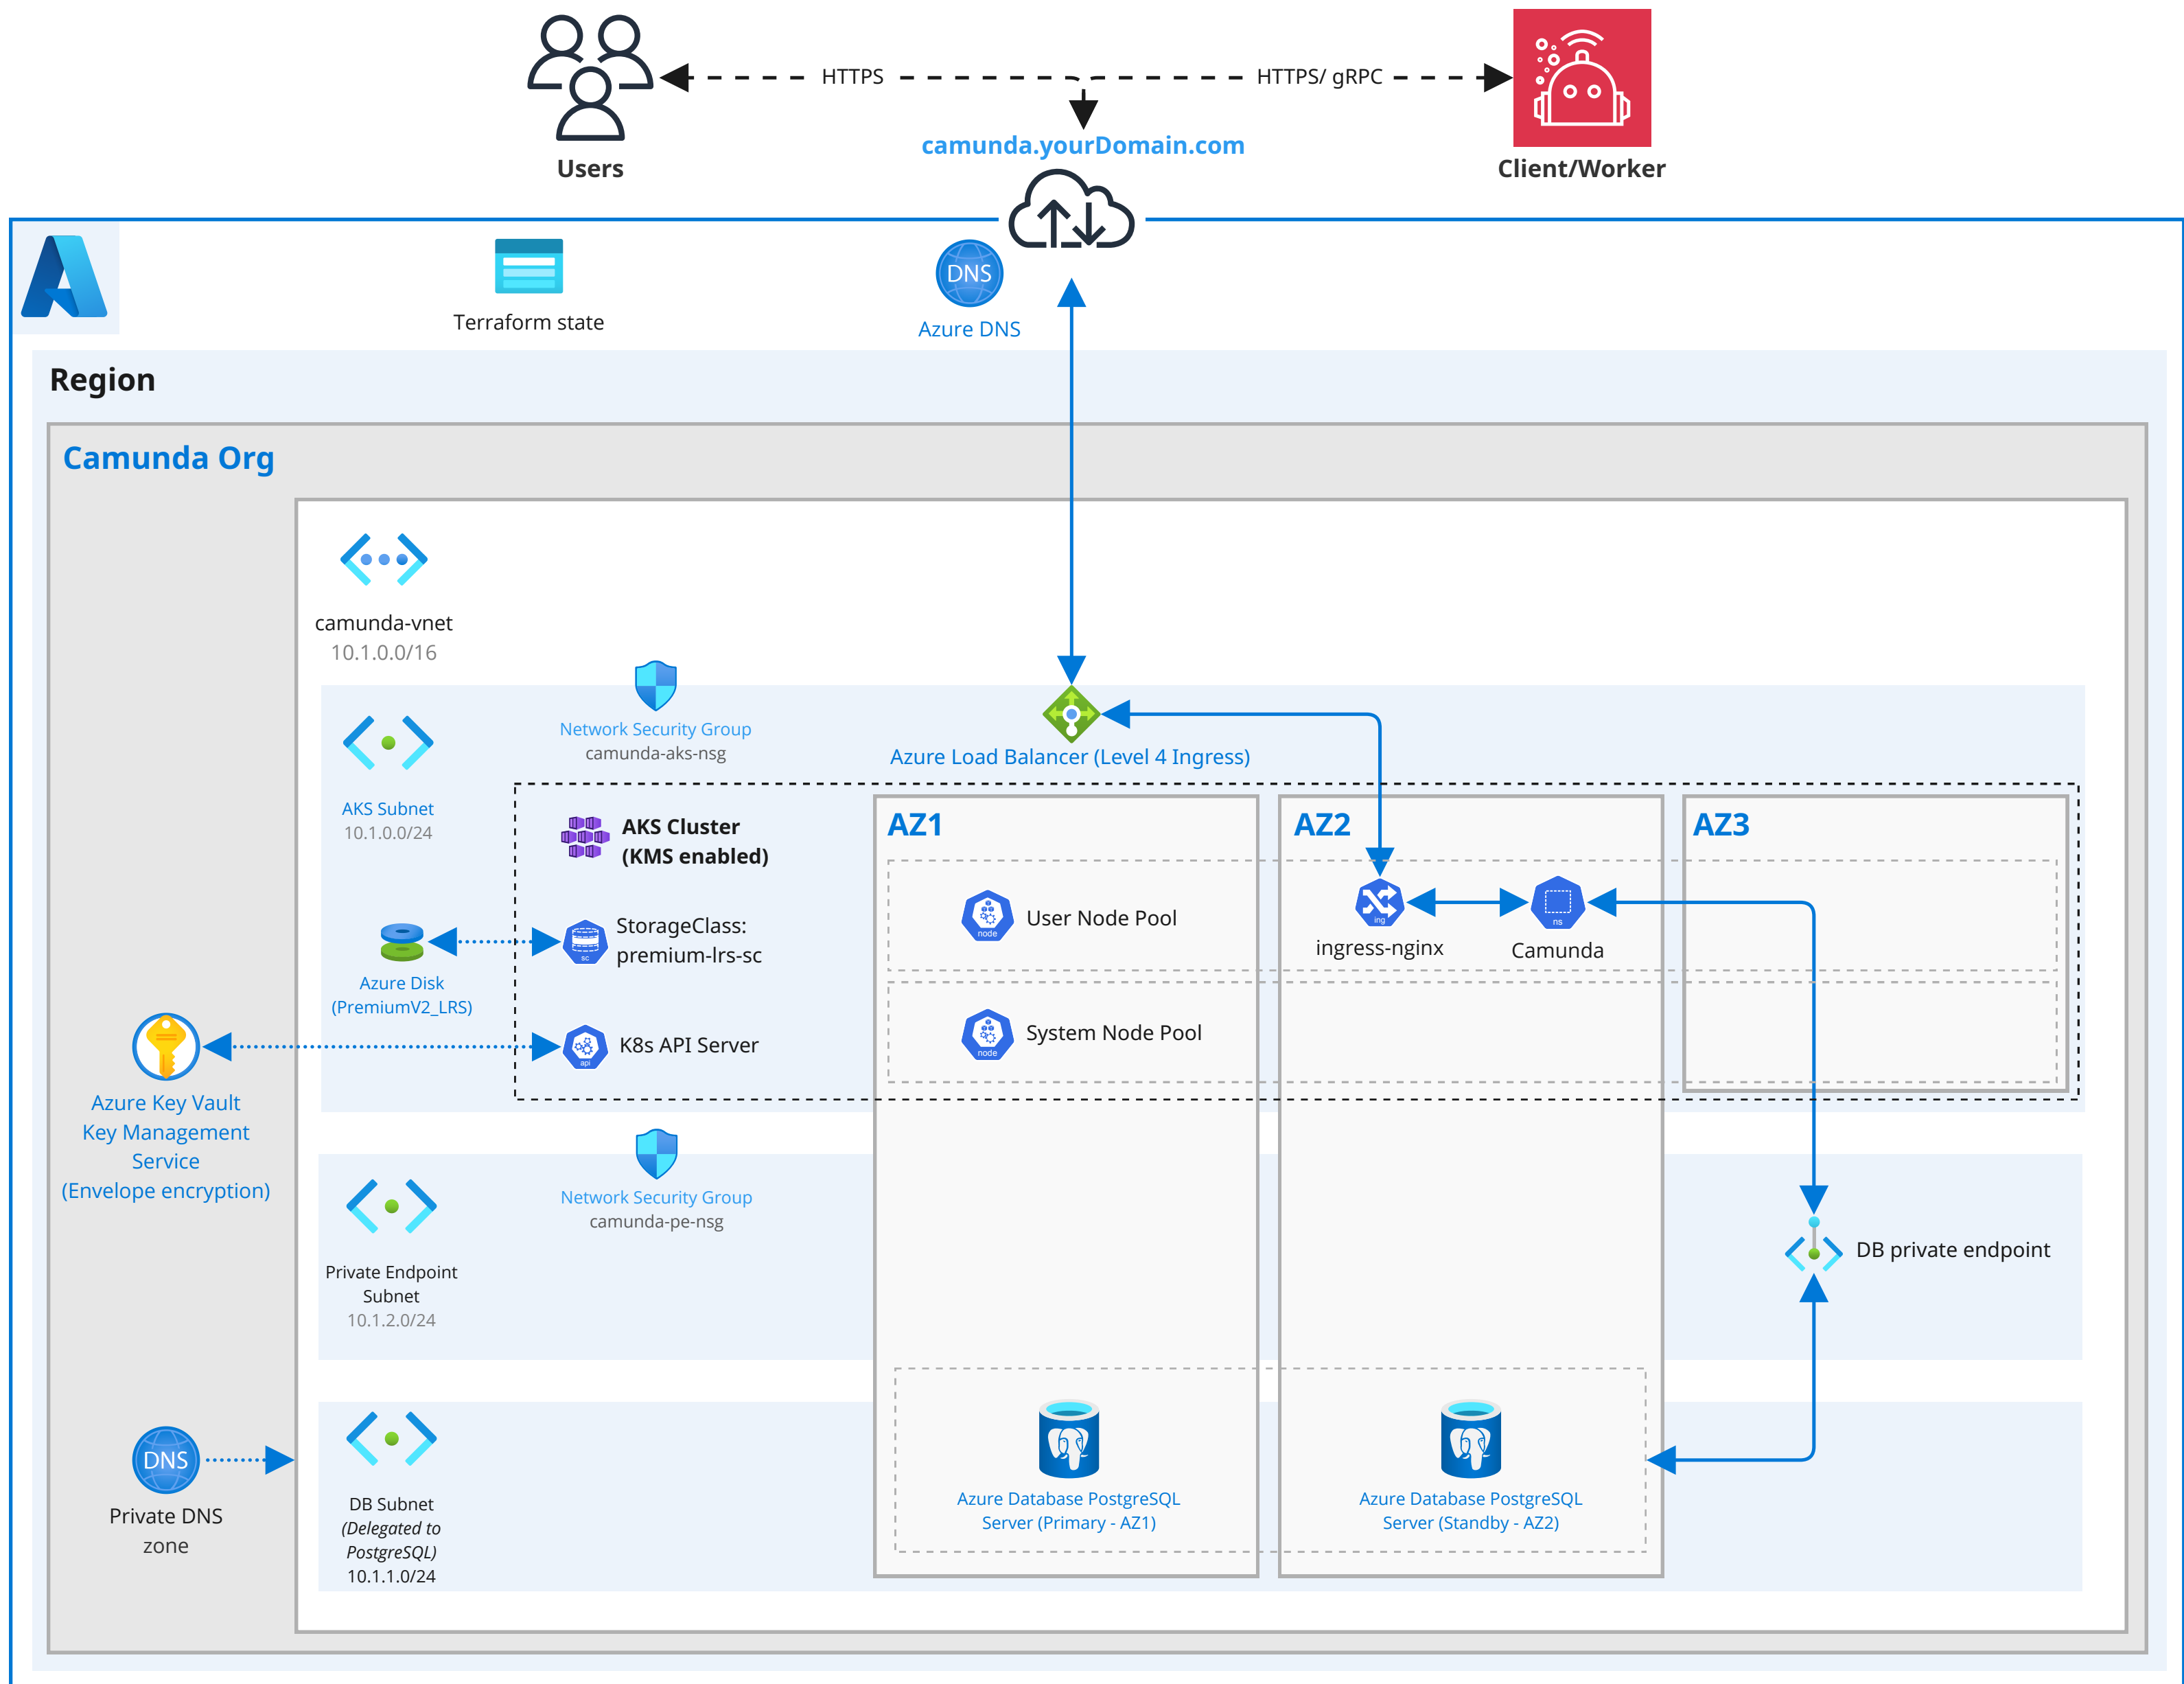 HTTPS
HTTPS/ gRPC
camunda.yourDomain.com
Users
Client/Worker
Terraform state
DNS
Azure DNS
Region
Camunda Org
camunda-vnet
10.1.0.0/16
Network Security Group
camunda-aks-nsg
Azure Load Balancer (Level 4 Ingress)
AKS Subnet
10.1.0.0/24
AKS Cluster
(KMS enabled)
AZ1
AZ2
AZ3
StorageClass:
premium-lrs-sc
sc
node
User Node Pool
ing
ingress-nginx
ns
Camunda
Azure Disk
(PremiumV2_LRS)
K8s API Server
api
node
System Node Pool
Azure Key Vault
Key Management
Service
(Envelope encryption)
Network Security Group
camunda-pe-nsg
Private Endpoint
Subnet
10.1.2.0/24
DB private endpoint
DNS
Private DNS
zone
DB Subnet
(Delegated to
PostgreSQL)
10.1.1.0/24
Azure Database PostgreSQL
Server (Primary - AZ1)
Azure Database PostgreSQL
Server (Standby - AZ2)